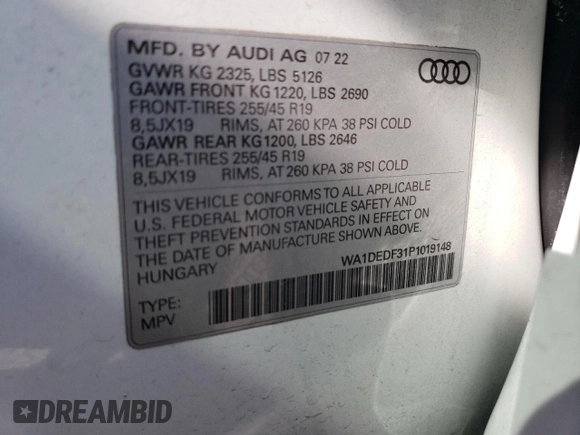 MFD. BY AUDI AG 07 22
GVWR KG 2325, LBS 5126
GAWR FRONT KG 1220, LBS 2690
FRONT-TIRES 255/45 R19
8,5JX19 RIMS, AT 260 KPA 38 PSI COLD
GAWR REAR KG1200, LBS 2646
REAR-TIRES 255/45 R19
8,5JX19 RIMS, AT 260 KPA 38 PSI COLD
THIS VEHICLE CONFORMS TO ALL APPLICABLE
U.S. FEDERAL MOTOR VEHICLE SAFETY AND
THEFT PREVENTION STANDARDS IN EFFECT ON
THE DATE OF MANUFACTURE SHOWN ABOVE.
HUNGARY
WA1DEDF31P1019148
TYPE:
MPV
DREAMBID